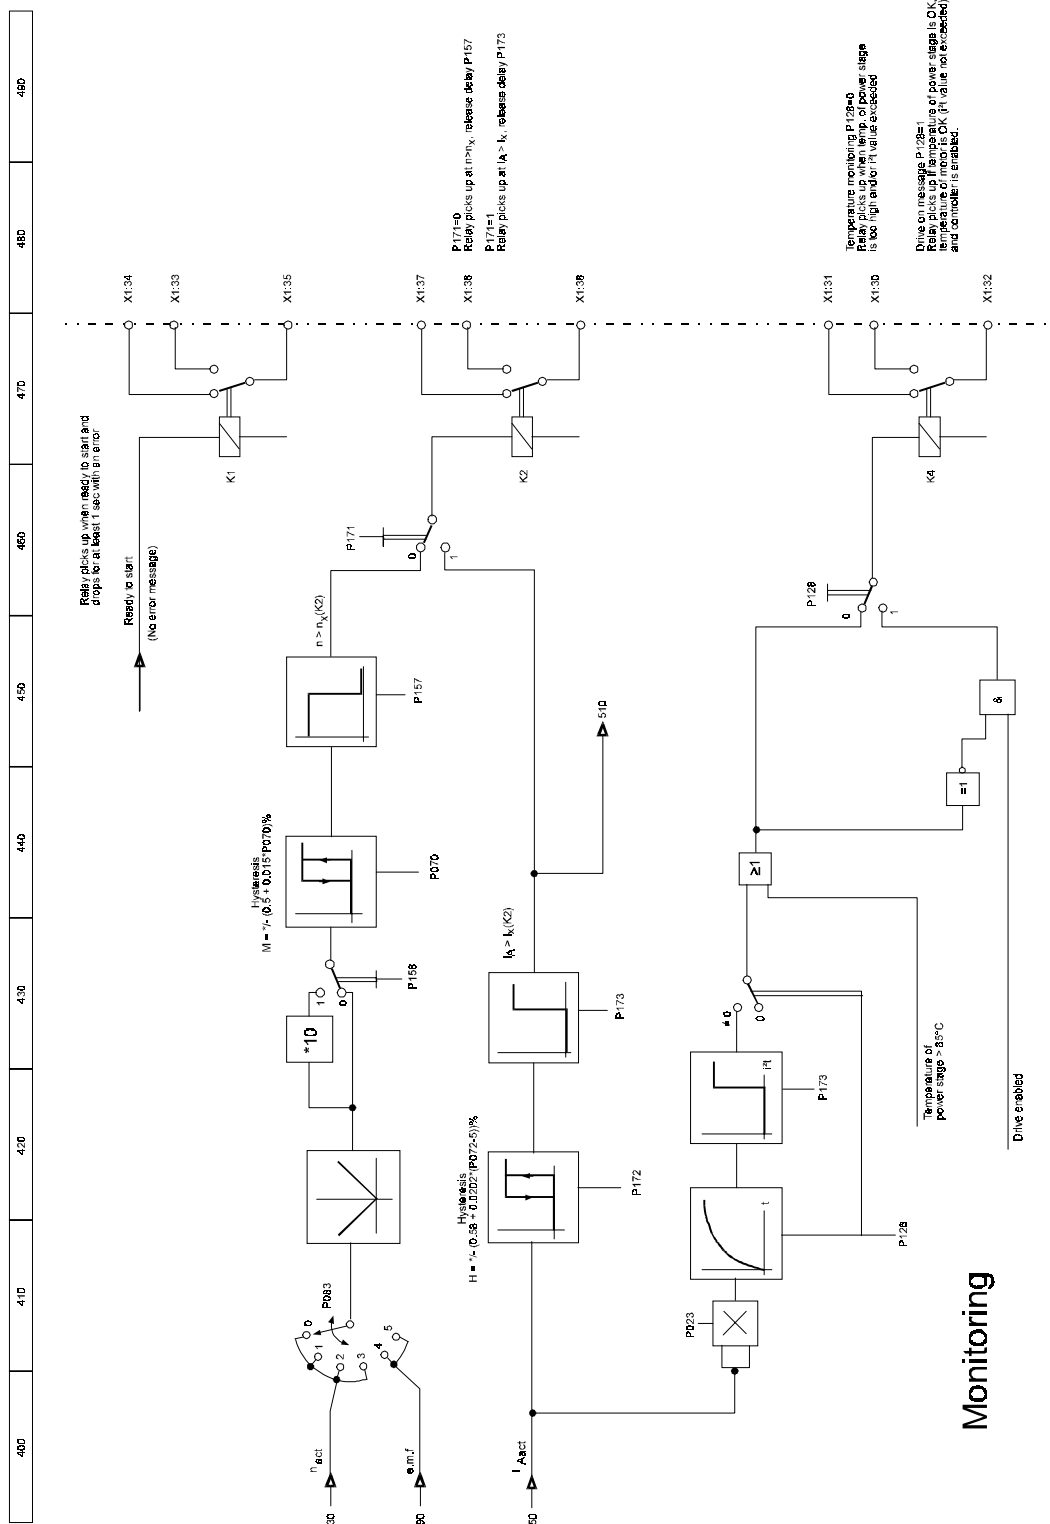 400
410
420
430
440
450
460
470
480
490
Relay picks up when ready to start and
drops for at least 1 sec with an error
Ready to start
(No error message)
K1
X1:34
X1:33
X1:35
30
n act
90
e.m.f
0
1
2
3
4
5
P083
*10
1
0
P158
Hysteresis
M = */- (0.5 + 0.015*P070)%
P070
P157
n > nX(K2)
P171
0
1
K2
X1:37
X1:36
X1:38
P171=0
Relay picks up at n>nX, release delay P157
P171=1
Relay picks up at IA > IX, release delay P173
50
I Aact
Hysteresis
H = */- (0.58 + 0.0202*(P072-5))%
P172
P173
IA > IX(K2)
510
P023
t
P128
i²t
P173
≠ 0
0
≥1
=1
&
Temperature of
power stage > 85°C
Drive enabled
P128
0
1
K4
X1:31
X1:30
X1:32
Temperature monitoring P128=0
Relay picks up when temp. of power stage
is too high and/or i²t value exceeded
Drive on message P128=1
Relay picks up if temperature of power stage is OK,
temperature of motor is OK (i²t value not exceeded)
and controller is enabled.
Monitoring